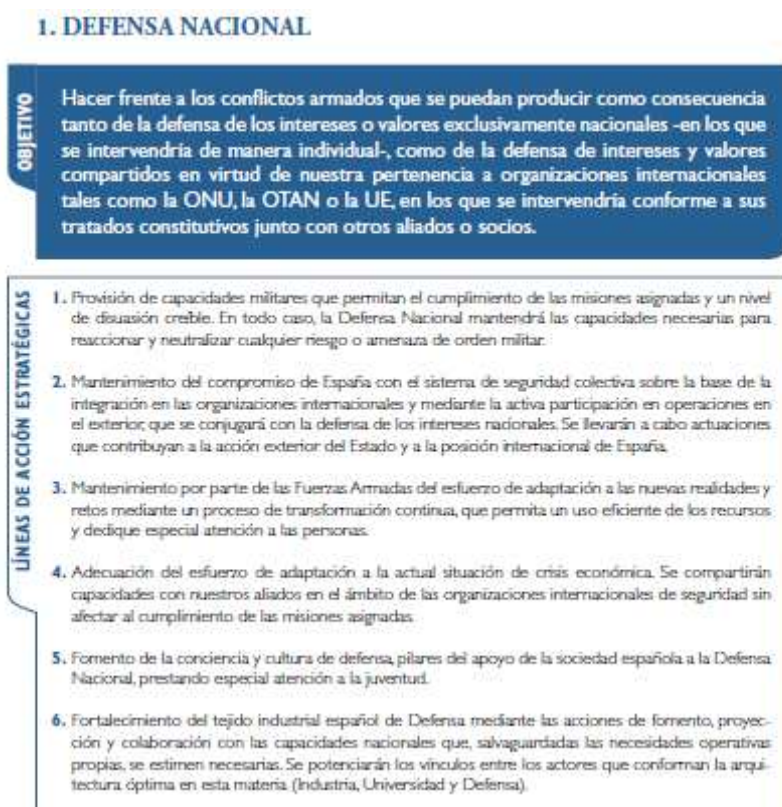 1. DEFENSA NACIONAL
OBJETIVO
Hacer frente a los conflictos armados que se puedan producir como consecuencia
tanto de la defensa de los intereses o valores exclusivamente nacionales -en los que
se intervendría de manera individual-, como de la defensa de intereses y valores
compartidos en virtud de nuestra pertenencia a organizaciones internacionales
tales como la ONU, la OTAN o la UE, en los que se intervendría conforme a sus
tratados constitutivos junto con otros aliados o socios.
LÍNEAS DE ACCIÓN ESTRATÉGICAS
1. Provisión de capacidades militares que permitan el cumplimiento de las misiones asignadas y un nivel
de disuasión creíble. En todo caso, la Defensa Nacional mantendrá las capacidades necesarias para
reaccionar y neutralizar cualquier riesgo o amenaza de orden militar.
2. Mantenimiento del compromiso de España con el sistema de seguridad colectiva sobre la base de la
integración en las organizaciones internacionales y mediante la activa participación en operaciones en
el exterior, que se conjugará con la defensa de los intereses nacionales. Se llevarán a cabo actuaciones
que contribuyan a la acción exterior del Estado y a la posición internacional de España.
3. Mantenimiento por parte de las Fuerzas Armadas del esfuerzo de adaptación a las nuevas realidades y
retos mediante un proceso de transformación continua, que permita un uso eficiente de los recursos
y dedique especial atención a las personas.
4. Adecuación del esfuerzo de adaptación a la actual situación de crisis económica. Se compartirán
capacidades con nuestros aliados en el ámbito de las organizaciones internacionales de seguridad sin
afectar al cumplimiento de las misiones asignadas.
5. Fomento de la conciencia y cultura de defensa, pilares del apoyo de la sociedad española a la Defensa
Nacional, prestando especial atención a la juventud.
6. Fortalecimiento del tejido industrial español de Defensa mediante las acciones de fomento, proyec-
ción y colaboración con las capacidades nacionales que, salvaguardadas las necesidades operativas
propias, se estimen necesarias. Se potenciarán los vínculos entre los actores que conforman la arqui-
tectura óptima en esta materia (Industria, Universidad y Defensa).